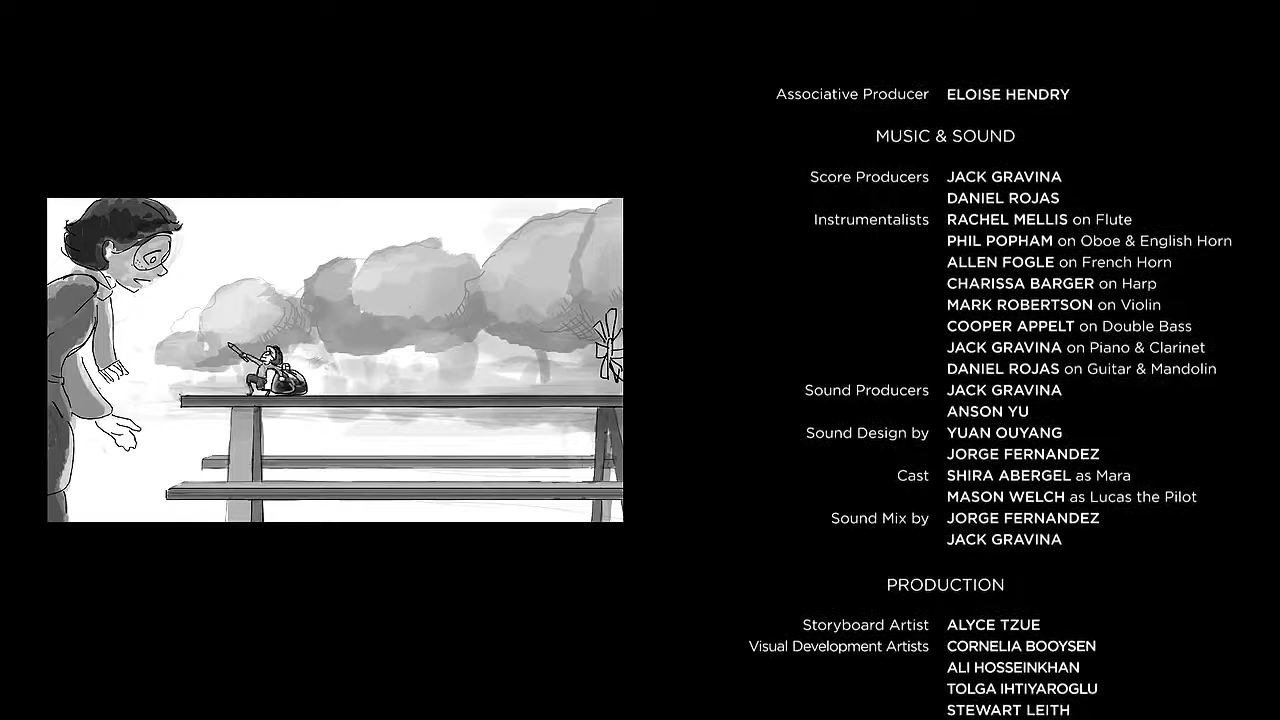 Associative Producer ELOISE HENDRY
MUSIC & SOUND
Score Producers JACK GRAVINA
DANIEL ROJAS
Instrumentalists RACHEL MELLIS on Flute
PHIL POPHAM on Oboe & English Horn
ALLEN FOGLE on French Horn
CHARISSA BARGER on Harp
MARK ROBERTSON on Violin
COOPER APPELT on Double Bass
JACK GRAVINA on Piano & Clarinet
DANIEL ROJAS on Guitar & Mandolin
Sound Producers JACK GRAVINA
ANSON YU
Sound Design by YUAN OUYANG
JORGE FERNANDEZ
Cast SHIRA ABERGEL as Mara
MASON WELCH as Lucas the Pilot
Sound Mix by JORGE FERNANDEZ
JACK GRAVINA
PRODUCTION
Storyboard Artist ALYCE TZUE
Visual Development Artists CORNELIA BOOYSEN
ALI HOSSEINKHAN
TOLGA IHTIYAROGLU
STEWART LEITH